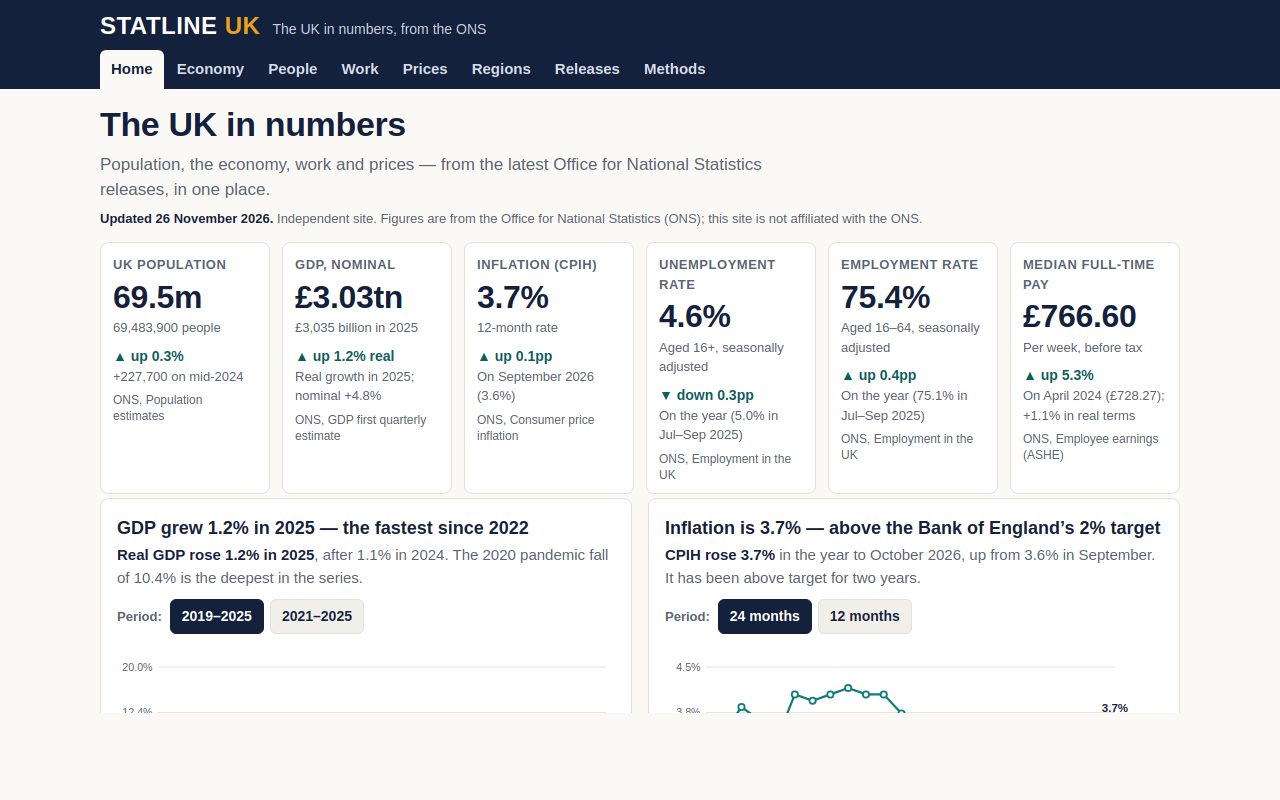 STATLINE UK The UK in numbers, from the ONS
Home Economy People Work Prices Regions Releases Methods
The UK in numbers
Population, the economy, work and prices — from the latest Office for National Statistics
releases, in one place.
Updated 26 November 2026. Independent site. Figures are from the Office for National Statistics (ONS); this site is not affiliated with the ONS.
UK POPULATION
69.5m
69,483,900 people
▲ up 0.3%
+227,700 on mid-2024
ONS, Population
estimates
GDP, NOMINAL
£3.03tn
£3,035 billion in 2025
▲ up 1.2% real
Real growth in 2025;
nominal +4.8%
ONS, GDP first quarterly
estimate
INFLATION (CPIH)
3.7%
12-month rate
▲ up 0.1pp
On September 2026
(3.6%)
ONS, Consumer price
inflation
UNEMPLOYMENT
RATE
4.6%
Aged 16+, seasonally
adjusted
▼ down 0.3pp
On the year (5.0% in
Jul–Sep 2025)
ONS, Employment in the
UK
EMPLOYMENT RATE
75.4%
Aged 16–64, seasonally
adjusted
▲ up 0.4pp
On the year (75.1% in
Jul–Sep 2025)
ONS, Employment in the
UK
MEDIAN FULL-TIME
PAY
£766.60
Per week, before tax
▲ up 5.3%
On April 2024 (£728.27);
+1.1% in real terms
ONS, Employee earnings
(ASHE)
GDP grew 1.2% in 2025 — the fastest since 2022
Real GDP rose 1.2% in 2025, after 1.1% in 2024. The 2020 pandemic fall
of 10.4% is the deepest in the series.
Period: 2019–2025 2021–2025
20.0%
12.4%
Inflation is 3.7% — above the Bank of England’s 2% target
CPIH rose 3.7% in the year to October 2026, up from 3.6% in September.
It has been above target for two years.
Period: 24 months 12 months
4.5%
3.8%
3.7%